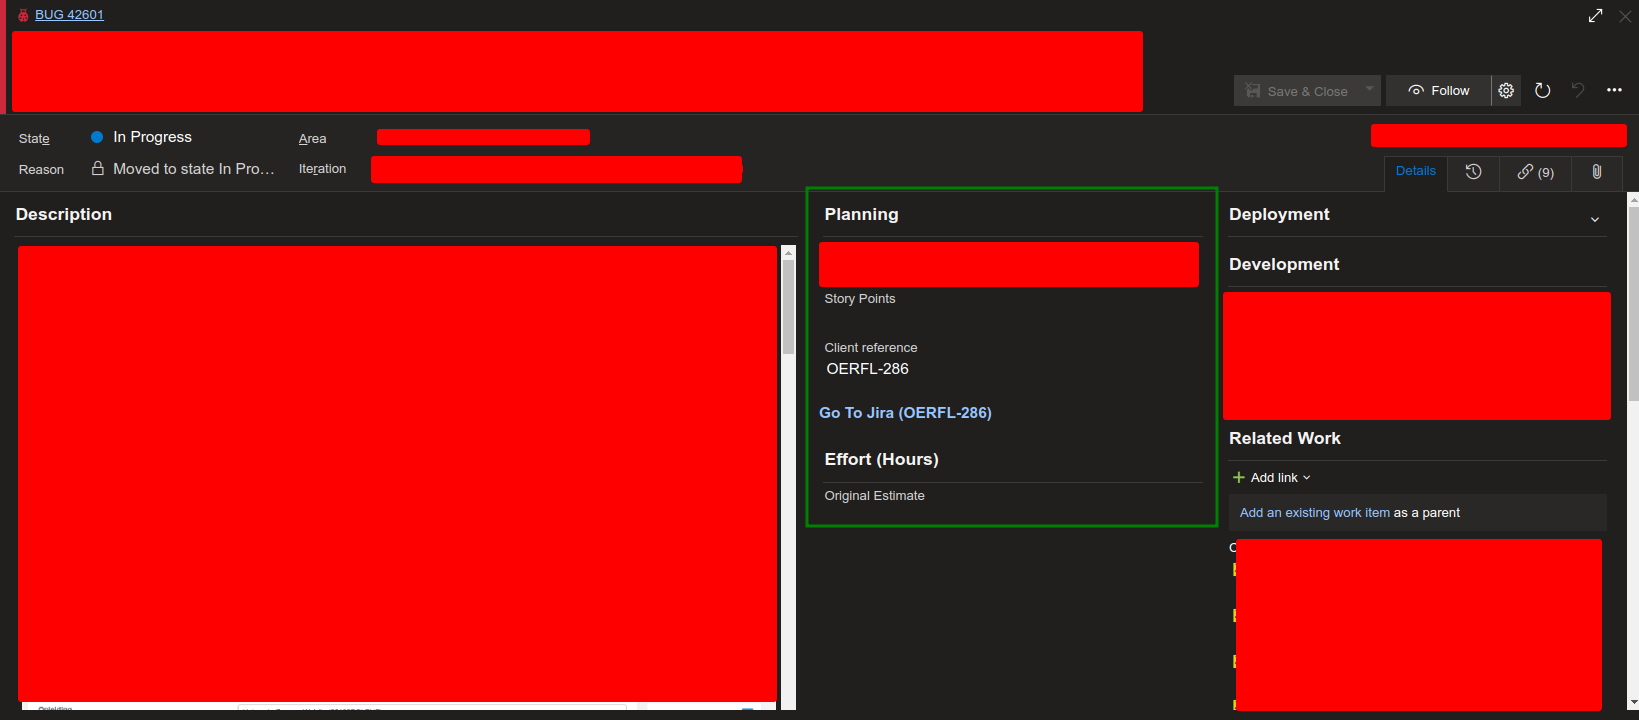 BUG 42601
Save & Close
Follow
State
In Progress
Area
Reason
Moved to state In Pro...
Iteration
Details
(9)
Description
Planning
Deployment
Development
Story Points
Client reference
OERFL-286
Go To Jira (OERFL-286)
Related Work
Effort (Hours)
Add link
Original Estimate
Add an existing work item as a parent